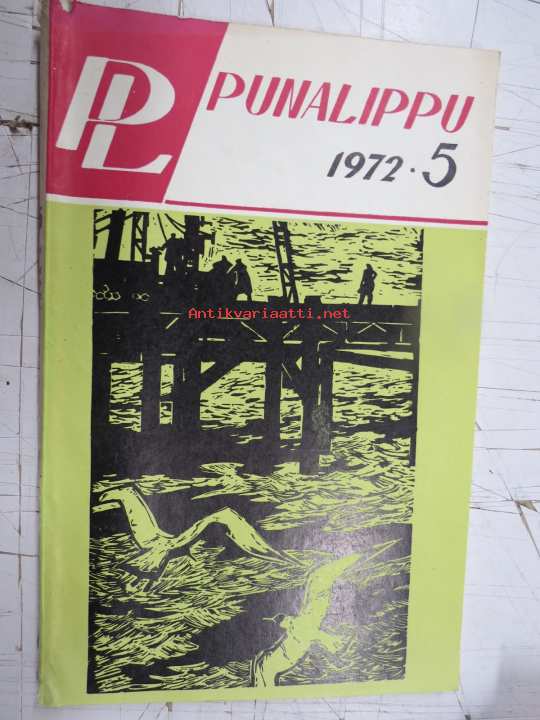 PL
PUNALIPPU
1972 · 5
Antikvariaatti.net